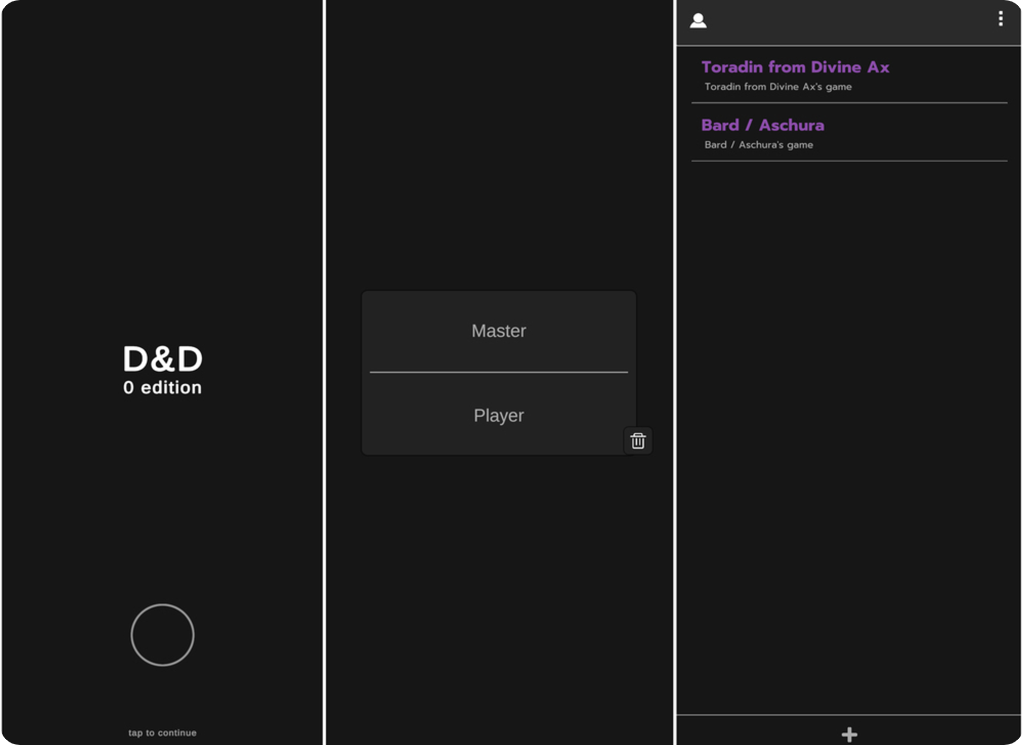 D&D
0 edition
tap to continue
Master
Player
Toradin from Divine Ax
Toradin from Divine Ax's game
Bard / Aschura
Bard / Aschura's game